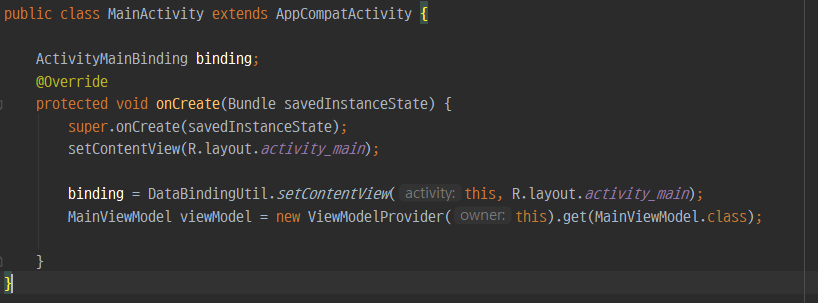 public class MainActivity extends AppCompatActivity {
ActivityMainBinding binding;
@Override
protected void onCreate(Bundle savedInstanceState) {
super.onCreate(savedInstanceState);
setContentView(R.layout.activity_main);
binding = DataBindingUtil.setContentView( activity: this, R.layout.activity_main);
MainViewModel viewModel = new ViewModelProvider( owner: this).get(MainViewModel.class);
}
}